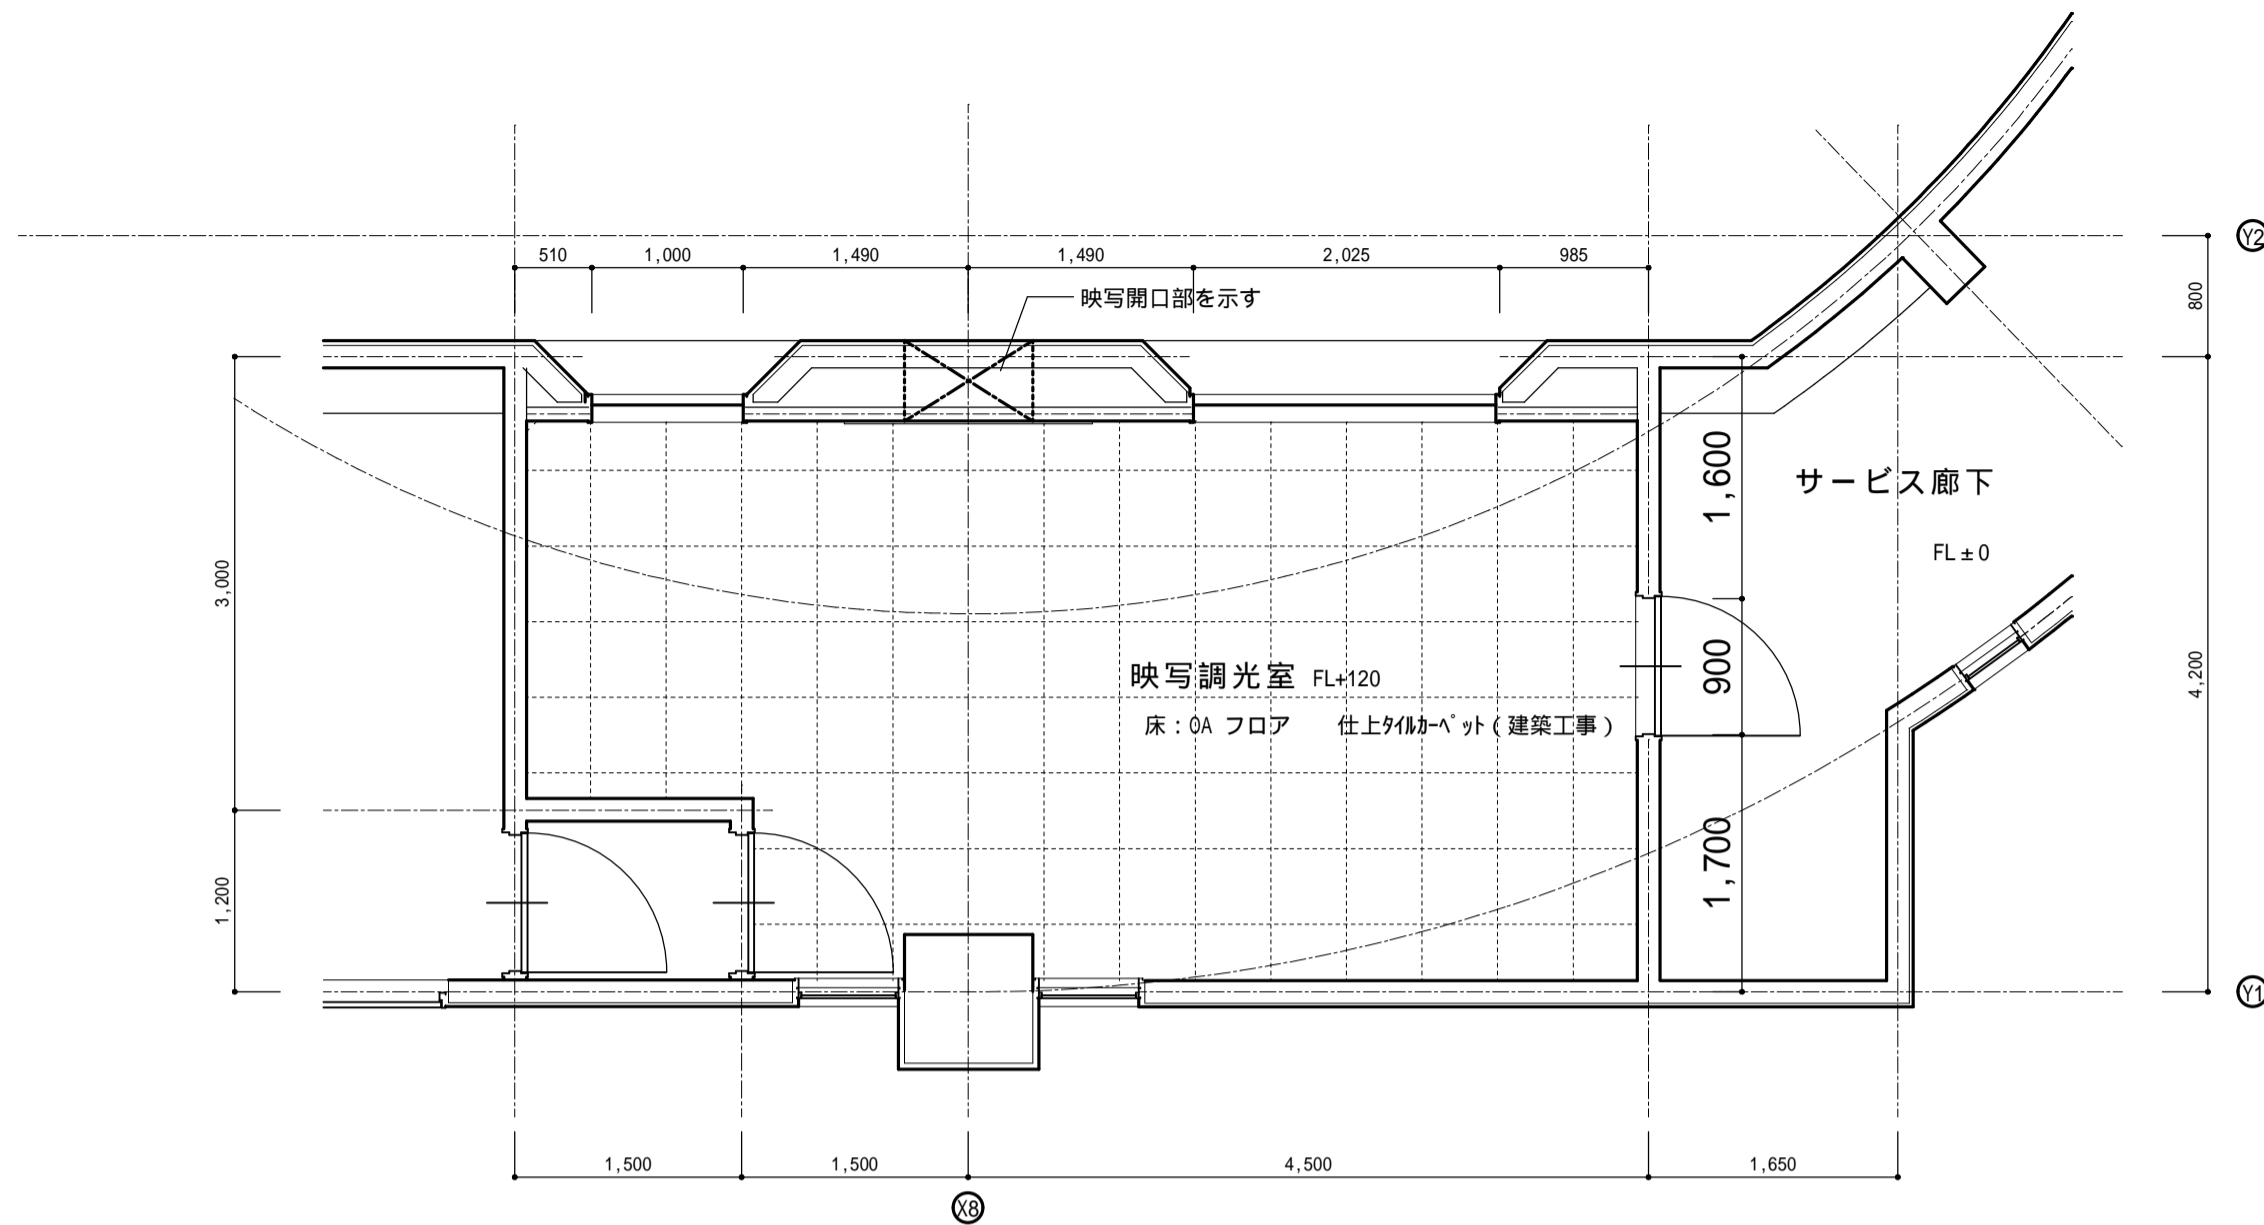 Y2
510 1,000 1,490 1,490 2,025 985
800
映写開口部を示す
1,600
サービス廊下
FL±0
3,000
900
4,200
映写調光室 FL+120
床：OA フロア 仕上ﾀｲﾙｶｰﾍﾟｯﾄ（建築工事）
1,700
1,200
Y1
1,500 1,500 4,500 1,650
X8